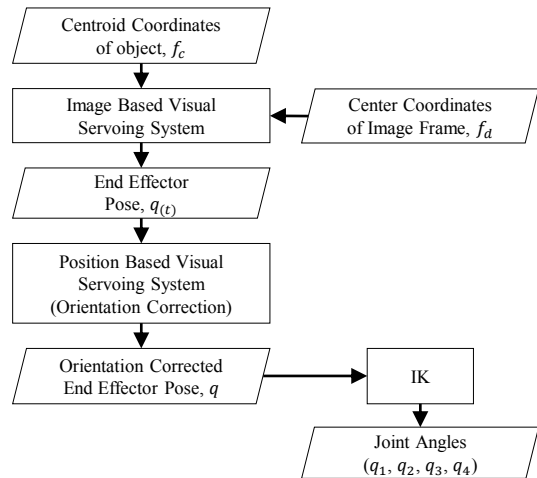 Centroid Coordinates
of object, f_c
Image Based Visual
Servoing System
Center Coordinates
of Image Frame, f_d
End Effector
Pose, q_(t)
Position Based Visual
Servoing System
(Orientation Correction)
Orientation Corrected
End Effector Pose, q
IK
Joint Angles
(q_1, q_2, q_3, q_4)